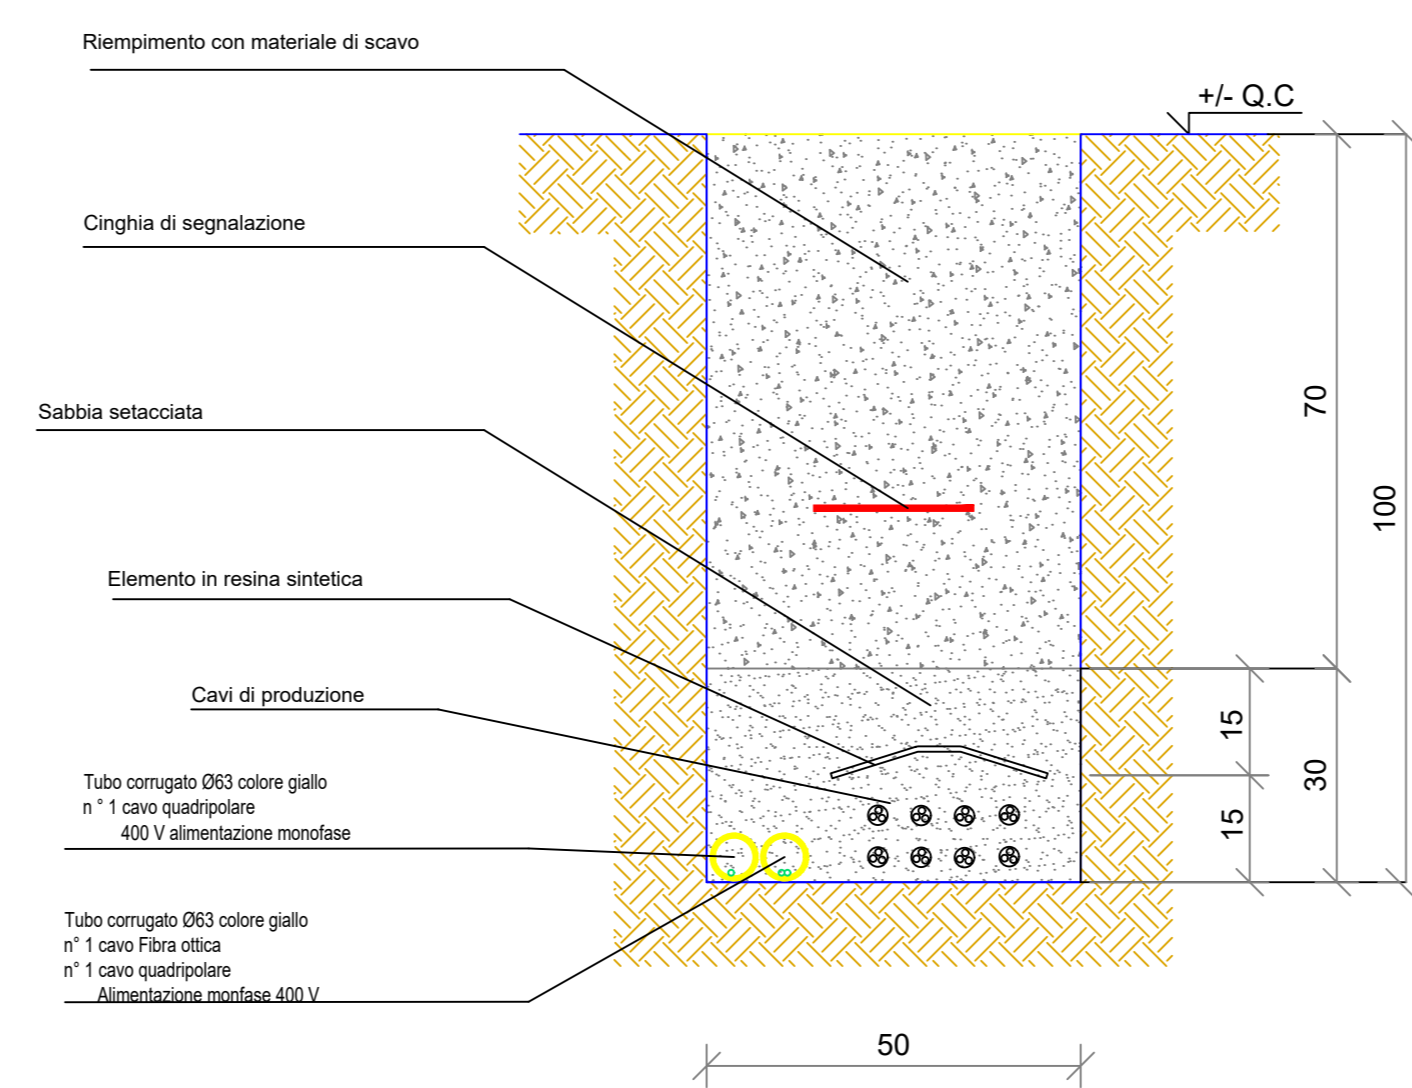 Riempimento con materiale di scavo
+/- Q.C
Cinghia di segnalazione
70
Sabbia setacciata
100
Elemento in resina sintetica
Cavi di produzione
15
30
15
Tubo corrugato Ø63 colore giallo
n ° 1 cavo quadripolare
400 V alimentazione monofase
Tubo corrugato Ø63 colore giallo
n° 1 cavo Fibra ottica
n° 1 cavo quadripolare
Alimentazione monfase 400 V
50